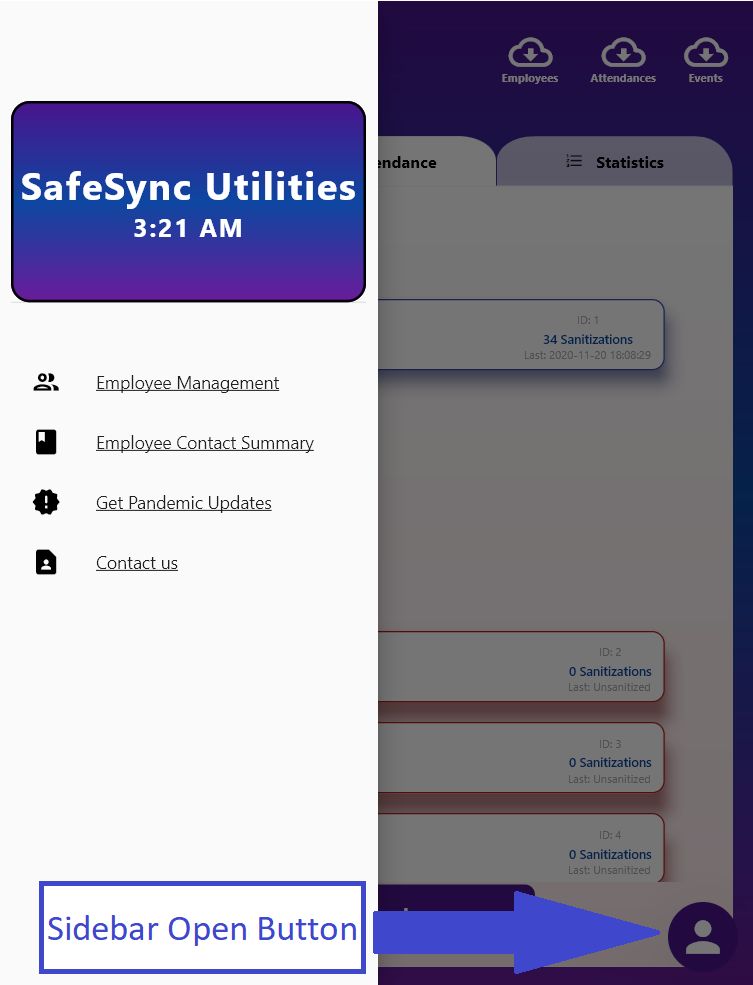 Employees
Attendances
Events
endance
Statistics
SafeSync Utilities
3:21 AM
ID: 1
34 Sanitizations
Last: 2020-11-20 18:08:29
Employee Management
Employee Contact Summary
Get Pandemic Updates
Contact us
ID: 2
0 Sanitizations
Last: Unsanitized
ID: 3
0 Sanitizations
Last: Unsanitized
ID: 4
0 Sanitizations
Last: Unsanitized
Sidebar Open Button